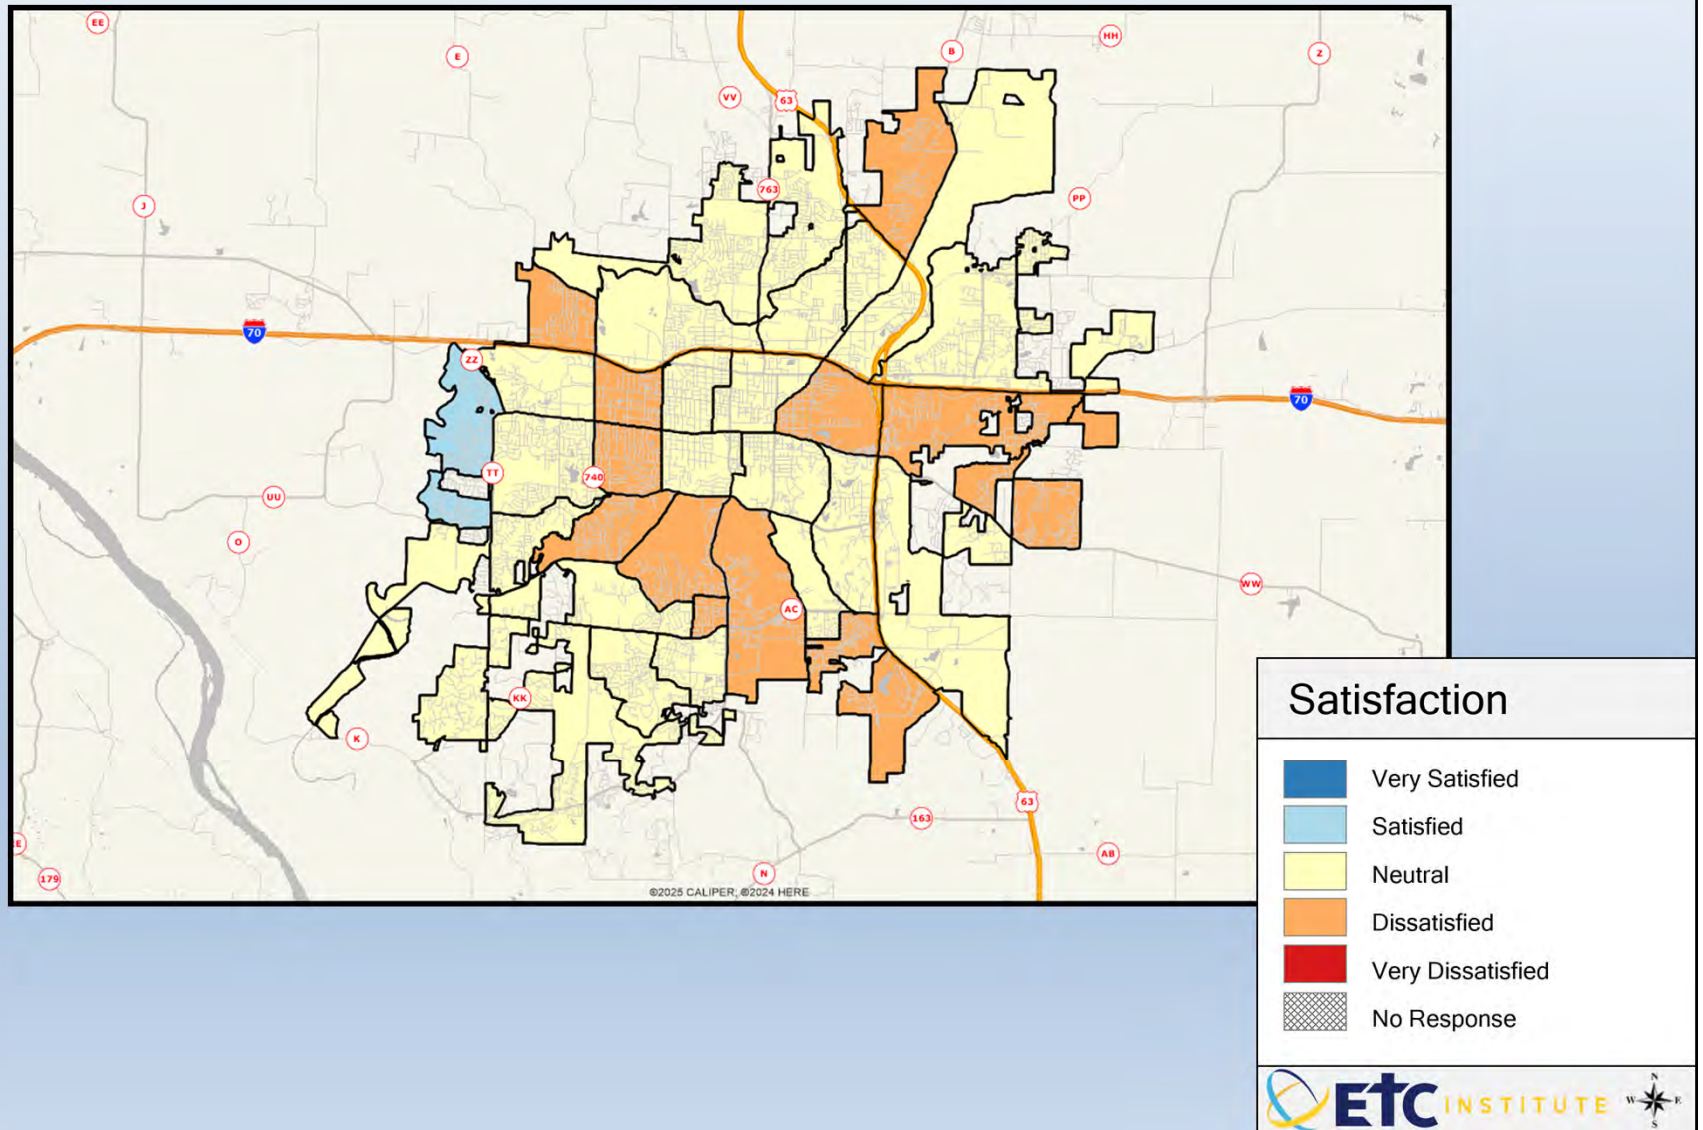 EE
E
B
HH
Z
VV
63
763
PP
J
70
ZZ
70
TT
740
UU
O
WW
AC
KK
K
63
163
AB
E
179
N
©2025 CALIPER; ©2024 HERE
Satisfaction
Very Satisfied
Satisfied
Neutral
Dissatisfied
Very Dissatisfied
No Response
ETC INSTITUTE
N
W E
S